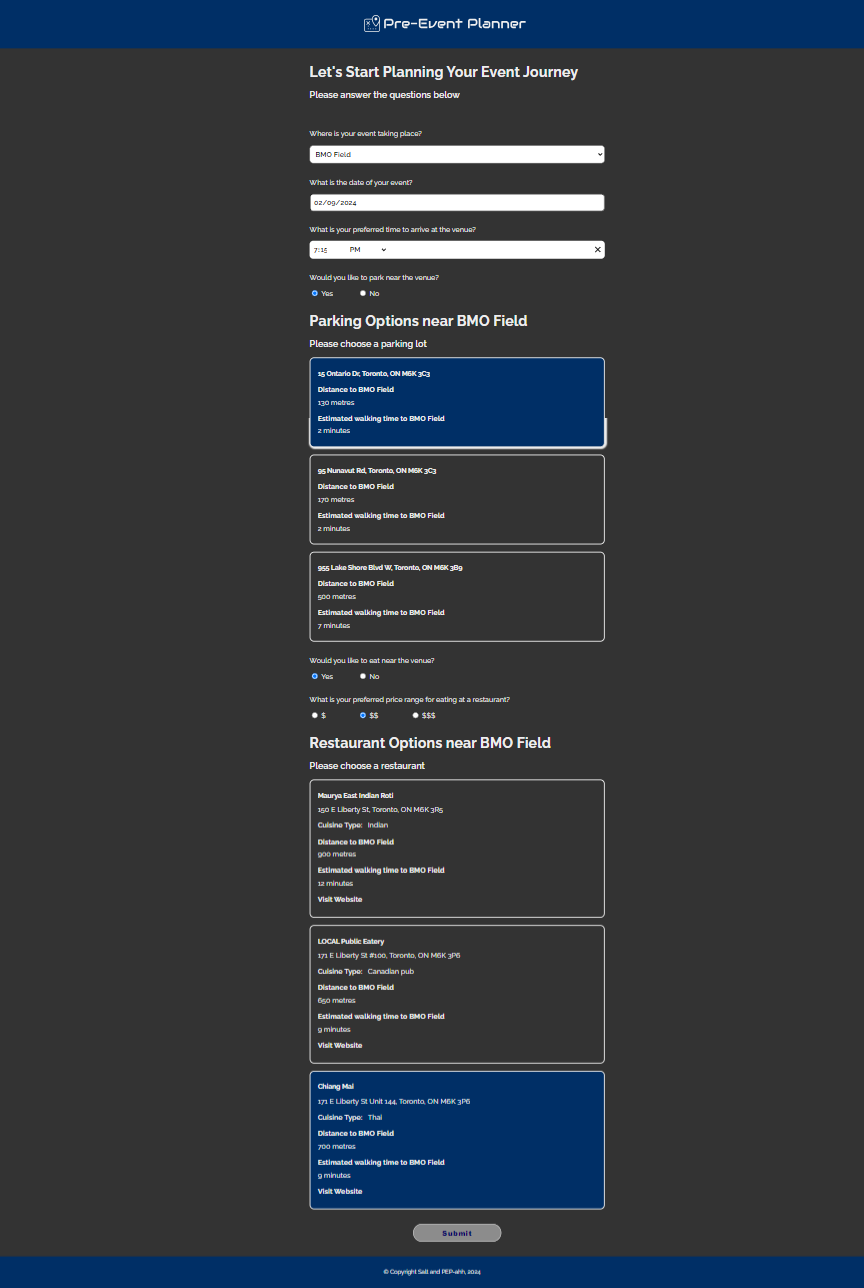 Pre-Event Planner
Let's Start Planning Your Event Journey
Please answer the questions below
Where is your event taking place?
BMO Field
What is the date of your event?
02/09/2024
What is your preferred time to arrive at the venue?
7:15 PM
Would you like to park near the venue?
Yes No
Parking Options near BMO Field
Please choose a parking lot
15 Ontario Dr, Toronto, ON M6K 3C3
Distance to BMO Field
130 metres
Estimated walking time to BMO Field
2 minutes
95 Nunavut Rd, Toronto, ON M6K 3C3
Distance to BMO Field
170 metres
Estimated walking time to BMO Field
2 minutes
955 Lake Shore Blvd W, Toronto, ON M6K 3B9
Distance to BMO Field
500 metres
Estimated walking time to BMO Field
7 minutes
Would you like to eat near the venue?
Yes No
What is your preferred price range for eating at a restaurant?
$ $$ $$$
Restaurant Options near BMO Field
Please choose a restaurant
Maurya East Indian Roti
150 E Liberty St, Toronto, ON M6K 3R5
Cuisine Type: Indian
Distance to BMO Field
900 metres
Estimated walking time to BMO Field
12 minutes
Visit Website
LOCAL Public Eatery
171 E Liberty St #100, Toronto, ON M6K 3P6
Cuisine Type: Canadian pub
Distance to BMO Field
650 metres
Estimated walking time to BMO Field
9 minutes
Visit Website
Chiang Mai
171 E Liberty St Unit 144, Toronto, ON M6K 3P6
Cuisine Type: Thai
Distance to BMO Field
700 metres
Estimated walking time to BMO Field
9 minutes
Visit Website
Submit
© Copyright Salt and PEP-ahh, 2024